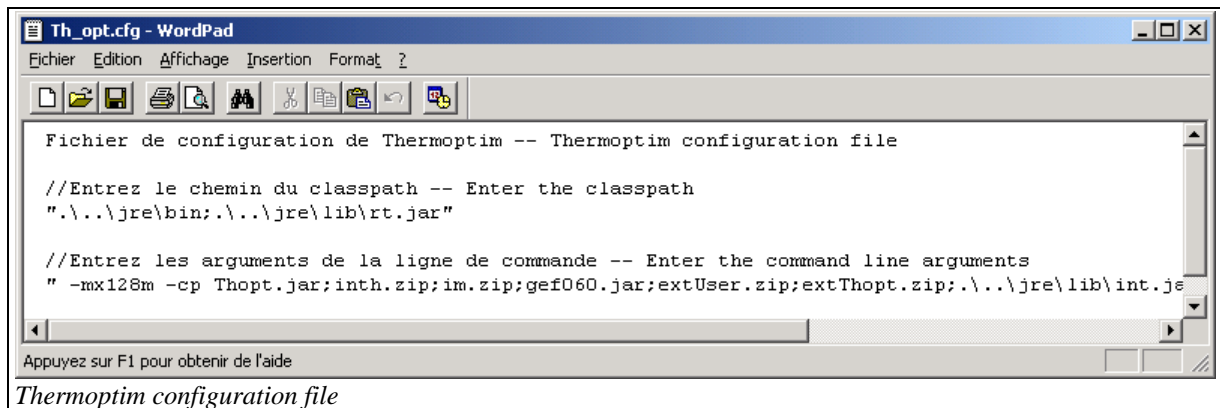 Th_opt.cfg - WordPad
Fichier Edition Affichage Insertion Format ?
Fichier de configuration de Thermoptim -- Thermoptim configuration file
//Entrez le chemin du classpath -- Enter the classpath
".\..\jre\bin;.\..\jre\lib\rt.jar"
//Entrez les arguments de la ligne de commande -- Enter the command line arguments
" -mx128m -cp Thopt.jar;inth.zip;im.zip;gef060.jar;extUser.zip;extThopt.zip;.\..\jre\lib\int.ja
Appuyez sur F1 pour obtenir de l'aide
Thermoptim configuration file